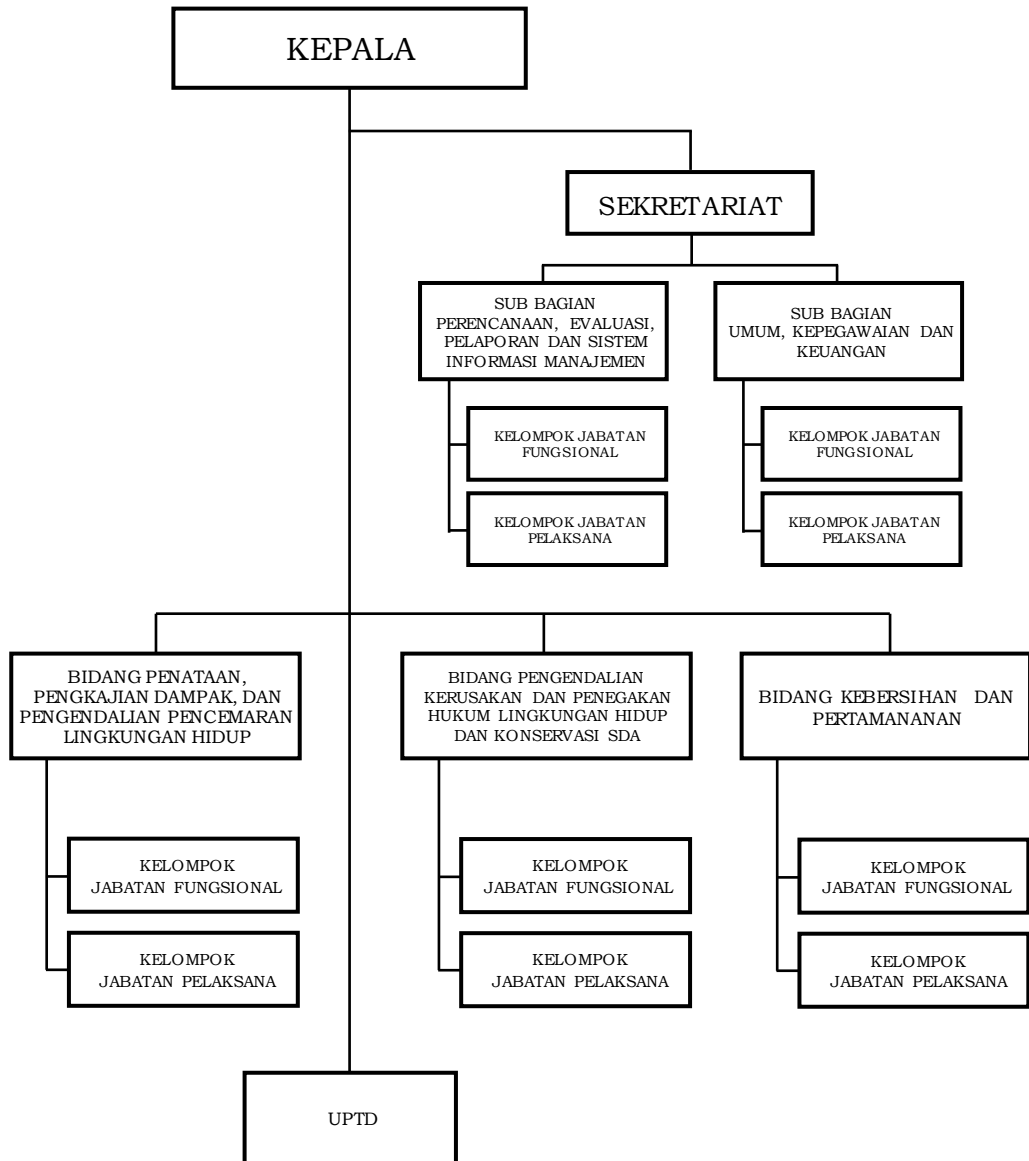 KEPALA
SEKRETARIAT
SUB BAGIAN
PERENCANAAN, EVALUASI,
PELAPORAN DAN SISTEM
INFORMASI MANAJEMEN
SUB BAGIAN
UMUM, KEPEGAWAIAN DAN
KEUANGAN
KELOMPOK JABATAN
FUNGSIONAL
KELOMPOK JABATAN
FUNGSIONAL
KELOMPOK JABATAN
PELAKSANA
KELOMPOK JABATAN
PELAKSANA
BIDANG PENATAAN,
PENGKAJIAN DAMPAK, DAN
PENGENDALIAN PENCEMARAN
LINGKUNGAN HIDUP
BIDANG PENGENDALIAN
KERUSAKAN DAN PENEGAKAN
HUKUM LINGKUNGAN HIDUP
DAN KONSERVASI SDA
BIDANG KEBERSIHAN DAN
PERTAMANANAN
KELOMPOK
JABATAN FUNGSIONAL
KELOMPOK
JABATAN FUNGSIONAL
KELOMPOK
JABATAN FUNGSIONAL
KELOMPOK
JABATAN PELAKSANA
KELOMPOK
JABATAN PELAKSANA
KELOMPOK
JABATAN PELAKSANA
UPTD